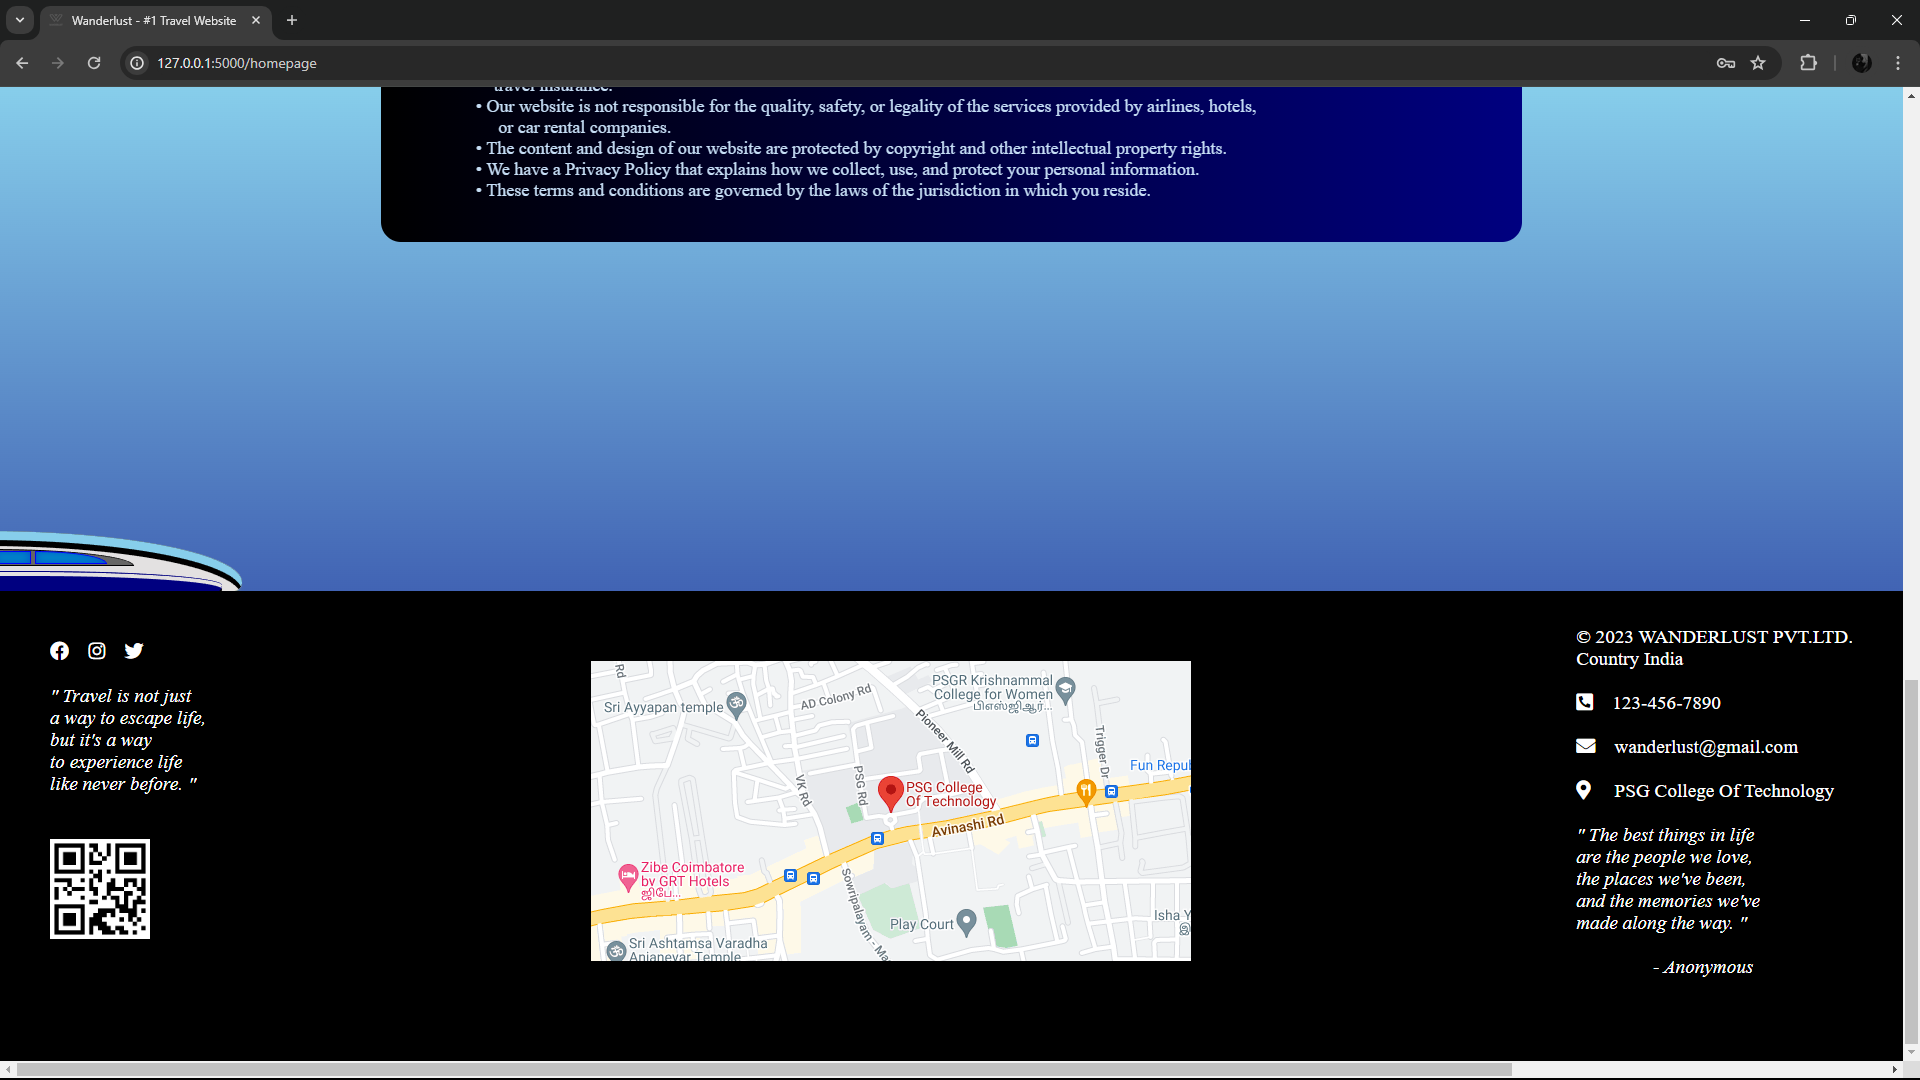 Wanderlust - #1 Travel Website
127.0.0.1:5000/homepage
travel insurance.
• Our website is not responsible for the quality, safety, or legality of the services provided by airlines, hotels,
or car rental companies.
• The content and design of our website are protected by copyright and other intellectual property rights.
• We have a Privacy Policy that explains how we collect, use, and protect your personal information.
• These terms and conditions are governed by the laws of the jurisdiction in which you reside.
" Travel is not just
a way to escape life,
but it's a way
to experience life
like never before. "
Rd
Sri Ayyapan temple
AD Colony Rd
PSGR Krishnammal
College for Women
பிஎஸ்ஜிஆர்...
Pioneer Mill Rd
Trigger Dr
Fun Repu
VK Rd
PSG Rd
PSG College
Of Technology
Avinashi Rd
Zibe Coimbatore
by GRT Hotels
ஜிபே...
Sowripalayam - Ma
Play Court
Isha Y
Sri Ashtamsa Varadha
Anjaneyar Temple
© 2023 WANDERLUST PVT.LTD.
Country India
123-456-7890
wanderlust@gmail.com
PSG College Of Technology
" The best things in life
are the people we love,
the places we've been,
and the memories we've
made along the way. "
- Anonymous